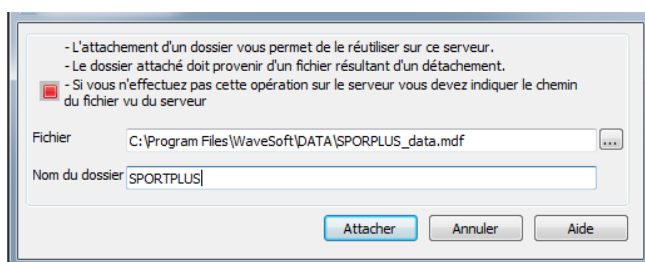 - L'attachement d'un dossier vous permet de le réutiliser sur ce serveur.
- Le dossier attaché doit provenir d'un fichier résultant d'un détachement.
- Si vous n'effectuez pas cette opération sur le serveur vous devez indiquer le chemin
du fichier vu du serveur
Fichier C:\Program Files\WaveSoft\DATA\SPORPLUS_data.mdf ...
Nom du dossier SPORTPLUS
Attacher Annuler Aide